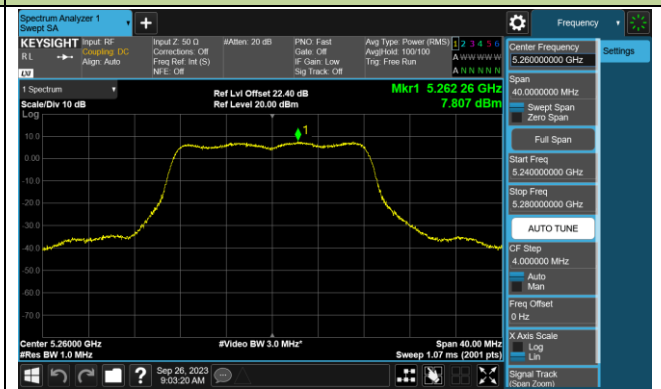 Spectrum Analyzer 1
Swept SA
+
Frequency
KEYSIGHT
RL
Input: RF
Coupling: DC
Align: Auto
Input Z: 50 Ω
Corrections: Off
Freq Ref: Int (S)
NFE: Off
#Atten: 20 dB
PNO: Fast
Gate: Off
IF Gain: Low
Sig Track: Off
Avg Type: Power (RMS)
Avg|Hold: 100/100
Trig: Free Run
1 2 3 4 5 6
A W W W W W
A N N N N N
Center Frequency
5.260000000 GHz
Settings
Span
40.0000000 MHz
Swept Span
Zero Span
Full Span
Start Freq
5.240000000 GHz
Stop Freq
5.280000000 GHz
AUTO TUNE
CF Step
4.000000 MHz
Auto
Man
Freq Offset
0 Hz
X Axis Scale
Log
Lin
Signal Track
(Span Zoom)
1 Spectrum
Scale/Div 10 dB
Log
Ref Lvl Offset 22.40 dB
Ref Level 20.00 dBm
Mkr1 5.262 26 GHz
7.807 dBm
1
10.0
0.00
-10.0
-20.0
-30.0
-40.0
-50.0
-60.0
-70.0
Center 5.26000 GHz
#Res BW 1.0 MHz
#Video BW 3.0 MHz*
Span 40.00 MHz
Sweep 1.07 ms (2001 pts)
?
Sep 26, 2023
9:03:20 AM